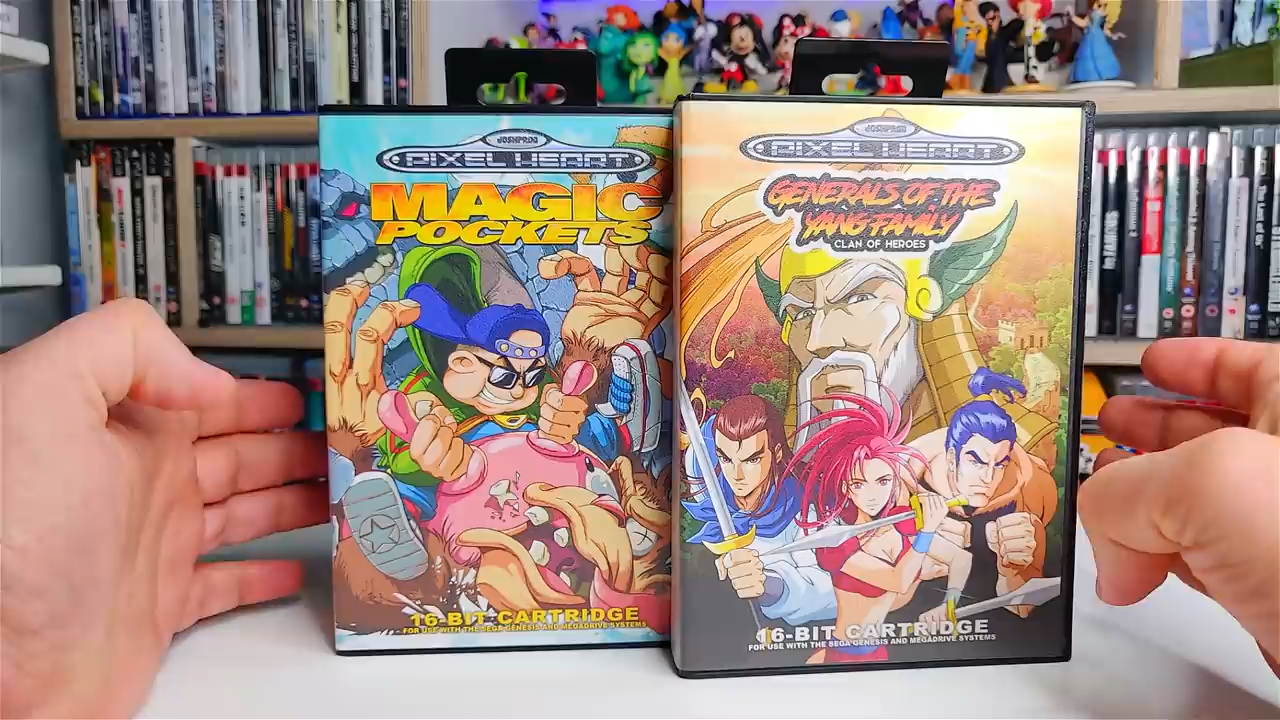 JOSHPROD
PIXEL HEART
MAGIC
POCKETS
16-BIT CARTRIDGE
FOR USE WITH THE SEGA GENESIS AND MEGADRIVE SYSTEMS
JOSHPROD
PIXEL HEART
GENERALS OF THE
YANG FAMILY
CLAN OF HEROES
16-BIT CARTRIDGE
FOR USE WITH THE SEGA GENESIS AND MEGADRIVE SYSTEMS